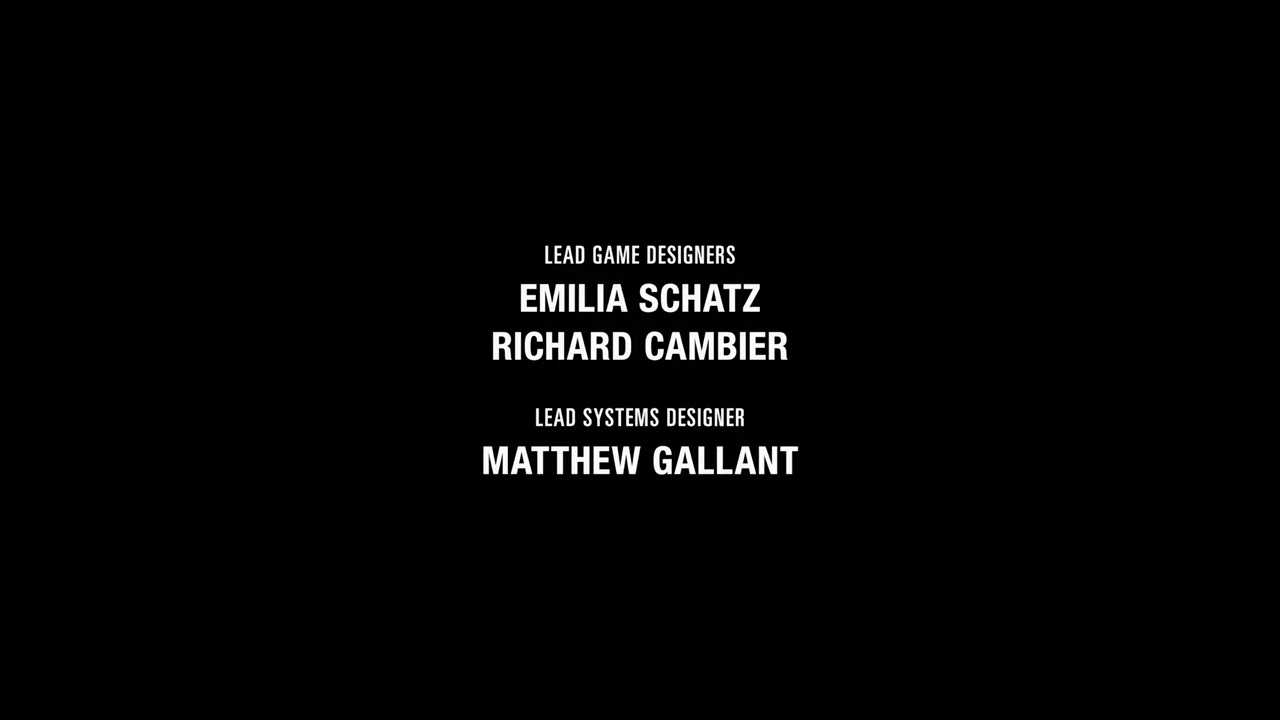 LEAD GAME DESIGNERS
EMILIA SCHATZ
RICHARD CAMBIER
LEAD SYSTEMS DESIGNER
MATTHEW GALLANT